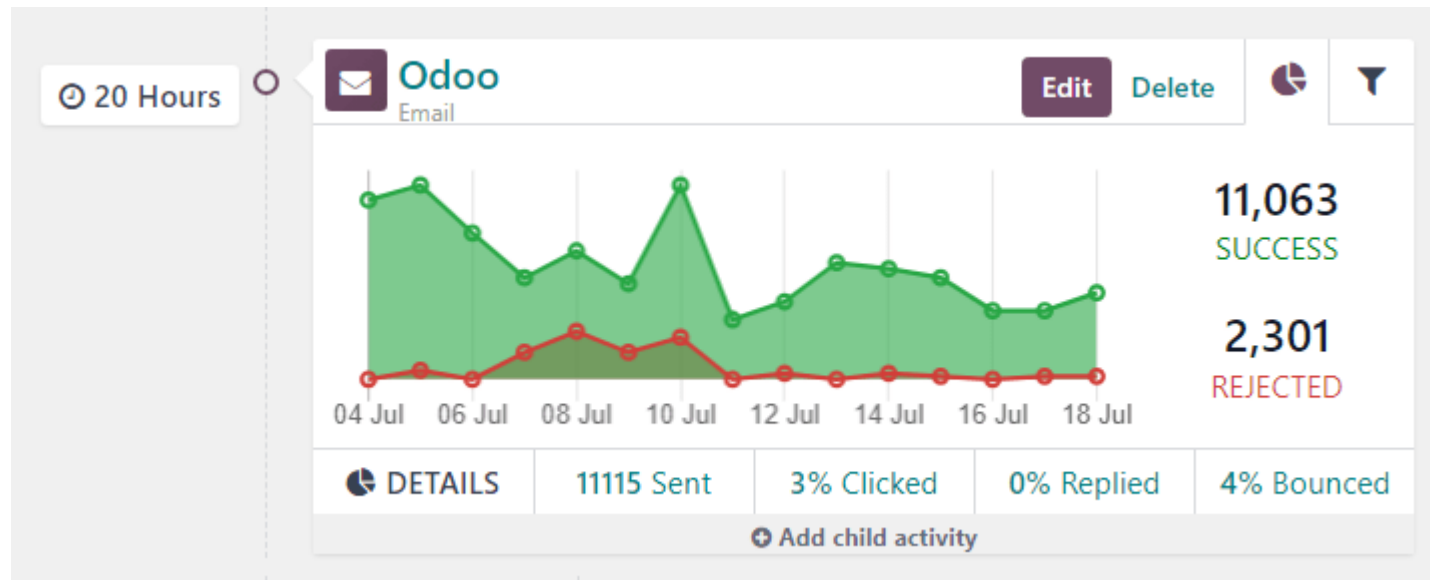 20 Hours
Odoo
Email
Edit
Delete
11,063
SUCCESS
2,301
REJECTED
04 Jul 06 Jul 08 Jul 10 Jul 12 Jul 14 Jul 16 Jul 18 Jul
DETAILS
11115 Sent
3% Clicked
0% Replied
4% Bounced
Add child activity